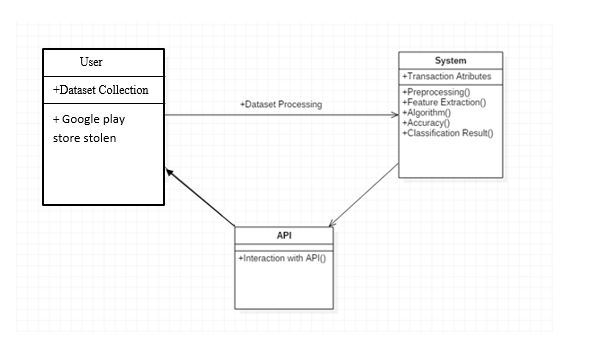 User
+Dataset Collection
+ Google play
store stolen
+Dataset Processing
System
+Transaction Atributes
+Preprocessing()
+Feature Extraction()
+Algorithm()
+Accuracy()
+Classification Result()
API
+Interaction with API()